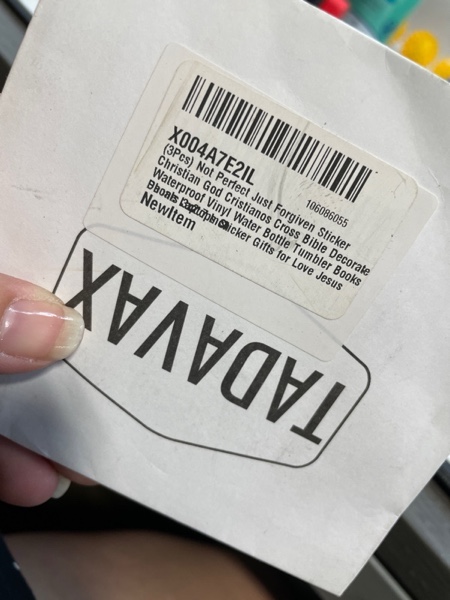 X004A7E2IL
106086055
(3Pcs) Not Perfect Just Forgiven Sticker
Christian God Cristianos Cross Bible Decorate
Waterproof Vinyl Water Bottle Tumbler Books
Sticker Gifts for Love Jesus
NewItem
TADAVAX